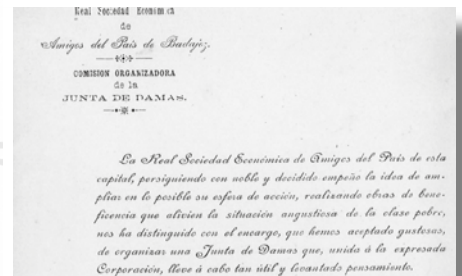 Real Sociedad Económica
de
Amigos del País de Badajoz.
COMISION ORGANIZADORA
de la
JUNTA DE DAMAS.
La Real Sociedad Económica de Amigos del País de esta
capital, persiguiendo con noble y decidido empeño la idea de am-
pliar en lo posible su esfera de acción, realizando obras de bene-
ficencia que alivien la situación angustiosa de la clase pobre,
nos ha distinguido con el encargo, que hemos aceptado gustosas,
de organizar una Junta de Damas que, unida á la expresada
Corporación, lleve á cabo tan útil y levantado pensamiento.